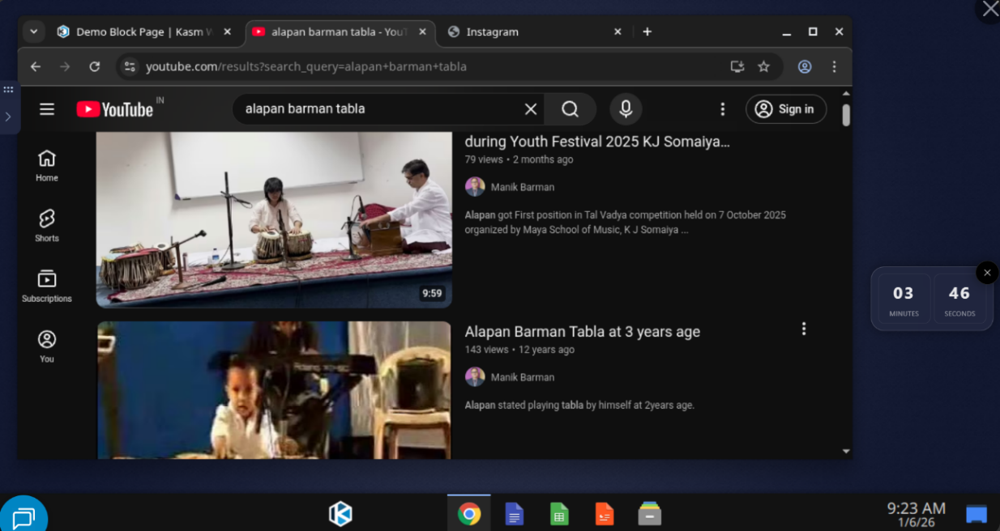 Demo Block Page | Kasm W
alapan barman tabla - YouT
Instagram
youtube.com/results?search_query=alapan+barman+tabla
YouTube IN
alapan barman tabla
Sign in
Home
Shorts
Subscriptions
You
9:59
during Youth Festival 2025 KJ Somaiya...
79 views • 2 months ago
Manik Barman
Alapan got First position in Tal Vadya competition held on 7 October 2025
organized by Maya School of Music, K J Somaiya ...
Alapan Barman Tabla at 3 years age
143 views • 12 years ago
Manik Barman
Alapan stated playing tabla by himself at 2years age.
03 46
MINUTES SECONDS
9:23 AM
1/6/26